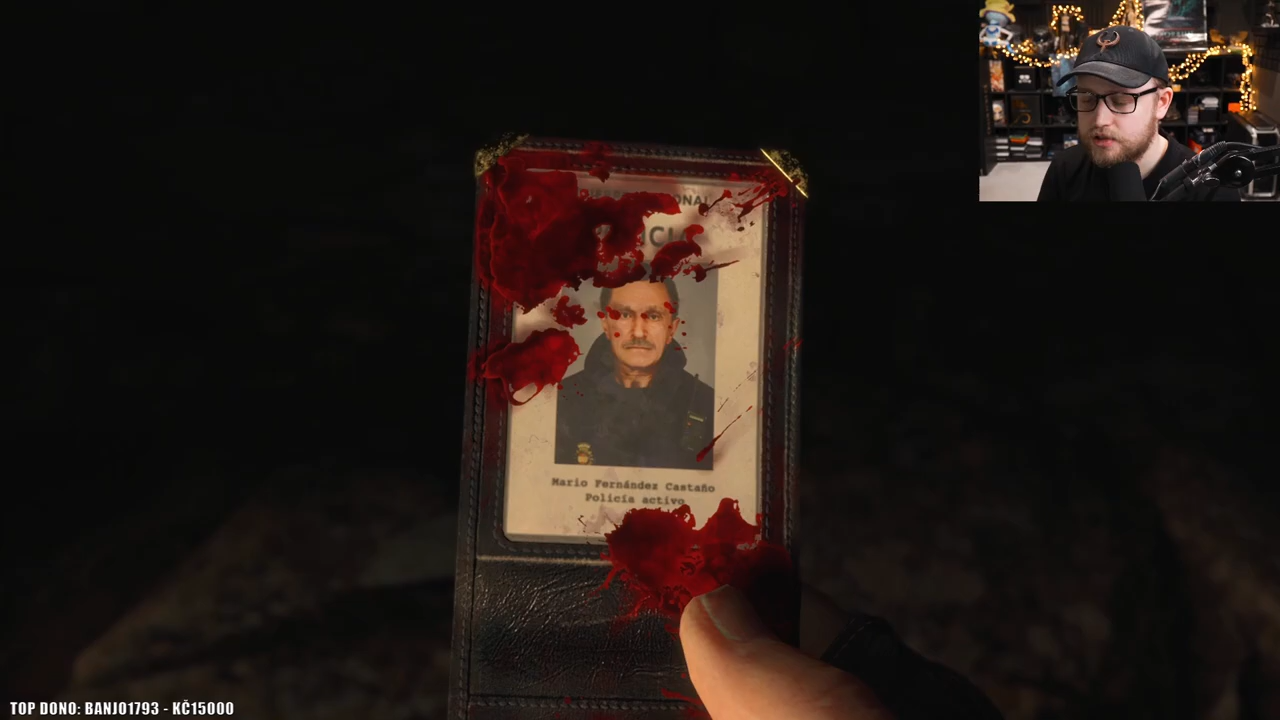 Mario Fernández Castaño
Policía activo
TOP DONO: BANJO1793 - KČ15000